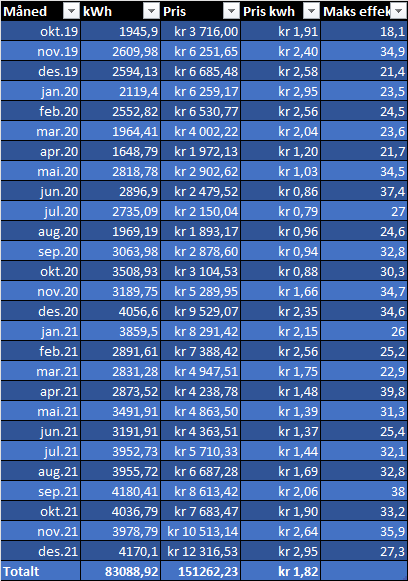 Måned kWh Pris Pris kwh Maks effek
okt.19 1945,9 kr 3 716,00 kr 1,91 18,1
nov.19 2609,98 kr 6 251,65 kr 2,40 34,9
des.19 2594,13 kr 6 685,48 kr 2,58 21,4
jan.20 2119,4 kr 6 259,17 kr 2,95 23,5
feb.20 2552,82 kr 6 530,77 kr 2,56 24,5
mar.20 1964,41 kr 4 002,22 kr 2,04 23,6
apr.20 1648,79 kr 1 972,13 kr 1,20 21,7
mai.20 2818,78 kr 2 902,62 kr 1,03 34,5
jun.20 2896,9 kr 2 479,52 kr 0,86 37,4
jul.20 2735,09 kr 2 150,04 kr 0,79 27
aug.20 1969,19 kr 1 893,17 kr 0,96 24,6
sep.20 3063,98 kr 2 878,60 kr 0,94 32,8
okt.20 3508,93 kr 3 104,53 kr 0,88 30,3
nov.20 3189,75 kr 5 289,95 kr 1,66 34,7
des.20 4056,6 kr 9 529,07 kr 2,35 34,6
jan.21 3859,5 kr 8 291,42 kr 2,15 26
feb.21 2891,61 kr 7 388,42 kr 2,56 25,2
mar.21 2831,28 kr 4 947,51 kr 1,75 22,9
apr.21 2873,52 kr 4 238,78 kr 1,48 39,8
mai.21 3491,91 kr 4 863,50 kr 1,39 31,3
jun.21 3191,91 kr 4 363,51 kr 1,37 25,4
jul.21 3952,73 kr 5 710,33 kr 1,44 32,1
aug.21 3955,72 kr 6 687,28 kr 1,69 32,8
sep.21 4180,41 kr 8 613,42 kr 2,06 38
okt.21 4036,79 kr 7 683,47 kr 1,90 33,2
nov.21 3978,79 kr 10 513,14 kr 2,64 35,9
des.21 4170,1 kr 12 316,53 kr 2,95 27,3
Totalt 83088,92 151262,23 kr 1,82